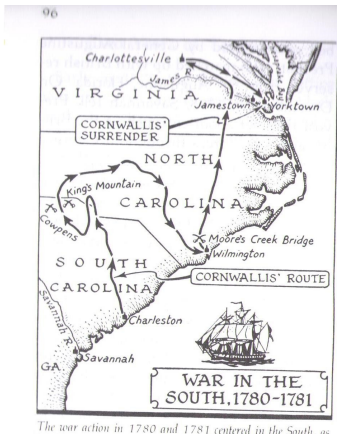 96
Charlottesville
James R.
Chesapeake Bay
VIRGINIA
Jamestown
Yorktown
CORNWALLIS'
SURRENDER
NORTH
CAROLINA
King's Mountain
Cowpens
Moore's Creek Bridge
Wilmington
SOUTH
CAROLINA
CORNWALLIS' ROUTE
Savannah R.
Charleston
Savannah
GA.
WAR IN THE
SOUTH, 1780-1781
The war action in 1780 and 1781 centered in the South, as